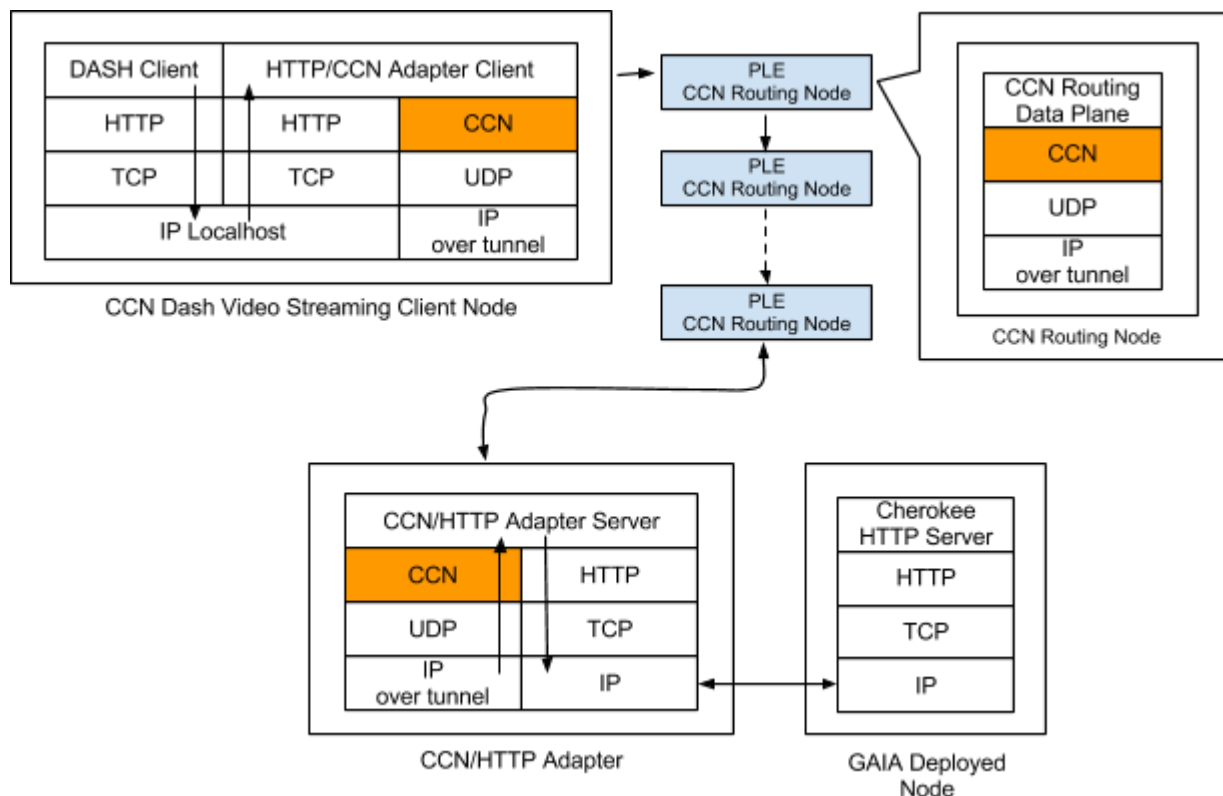 DASH Client
HTTP/CCN Adapter Client
HTTP
HTTP
CCN
TCP
TCP
UDP
IP Localhost
IP
over tunnel
CCN Dash Video Streaming Client Node
PLE
CCN Routing Node
PLE
CCN Routing Node
PLE
CCN Routing Node
CCN Routing
Data Plane
CCN
UDP
IP
over tunnel
CCN Routing Node
CCN/HTTP Adapter Server
CCN
HTTP
UDP
TCP
IP
over tunnel
IP
CCN/HTTP Adapter
Cherokee
HTTP Server
HTTP
TCP
IP
GAIA Deployed
Node